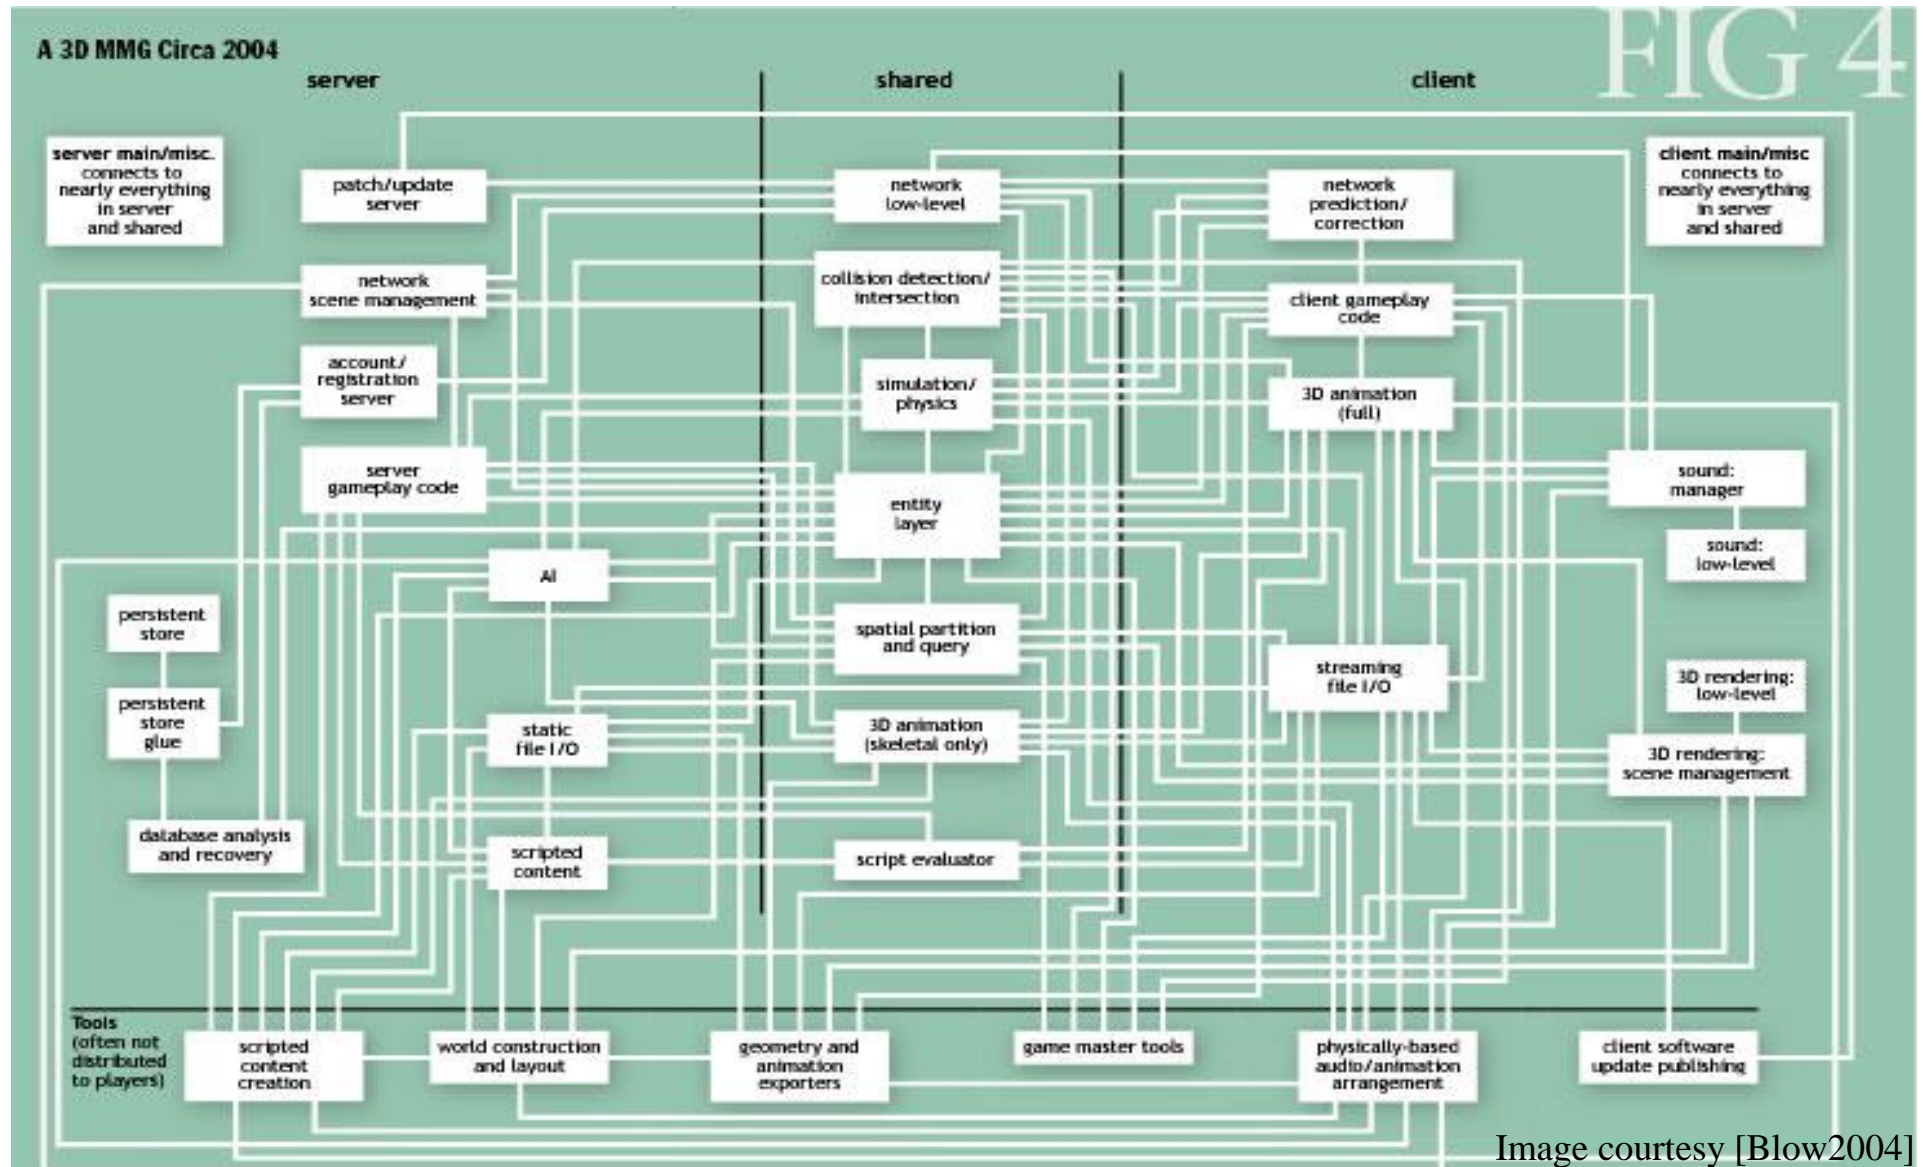 FIG 4
A 3D MMG Circa 2004
server
shared
client
server main/misc.
connects to
nearly everything
in server
and shared
patch/update
server
network
low-level
network
prediction/
correction
client main/misc
connects to
nearly everything
in server
and shared
network
scene management
collision detection/
intersection
client gameplay
code
account/
registration
server
simulation/
physics
3D animation
(full)
server
gameplay code
entity
layer
sound:
manager
sound:
low-level
AI
persistent
store
spatial partition
and query
streaming
file I/O
3D rendering:
low-level
persistent
store
glue
static
file I/O
3D animation
(skeletal only)
3D rendering:
scene management
database analysis
and recovery
scripted
content
script evaluator
Tools
(often not
distributed
to players)
scripted
content
creation
world construction
and layout
geometry and
animation
exporters
game master tools
physically-based
audio/animation
arrangement
client software
update publishing
Image courtesy [Blow2004]